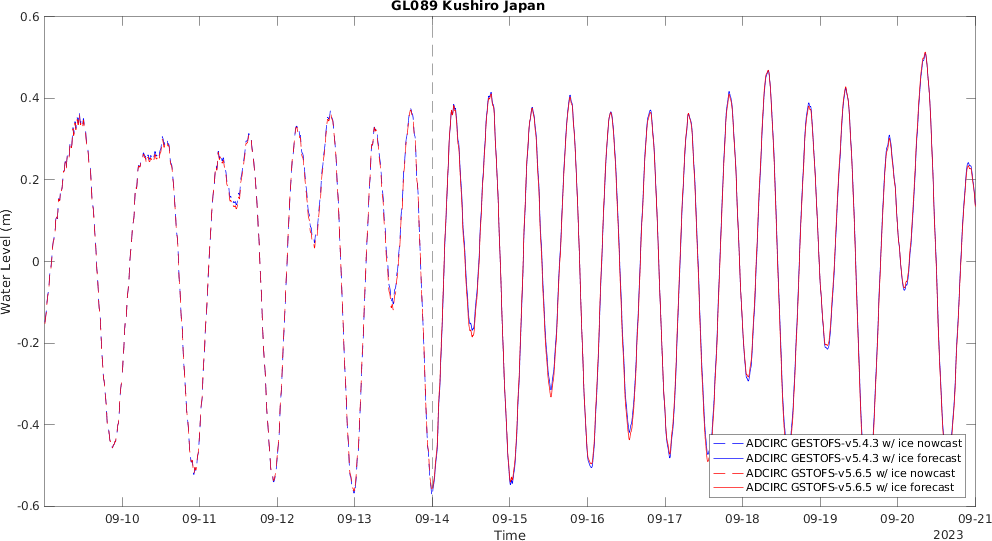 GL089 Kushiro Japan
0.6
0.4
0.2
0
-0.2
-0.4
-0.6
Water Level (m)
ADCIRC GESTOFS-v5.4.3 w/ ice nowcast
ADCIRC GESTOFS-v5.4.3 w/ ice forecast
ADCIRC GSTOFS-v5.6.5 w/ ice nowcast
ADCIRC GSTOFS-v5.6.5 w/ ice forecast
09-10 09-11 09-12 09-13 09-14 09-15 09-16 09-17 09-18 09-19 09-20 09-21
Time
2023